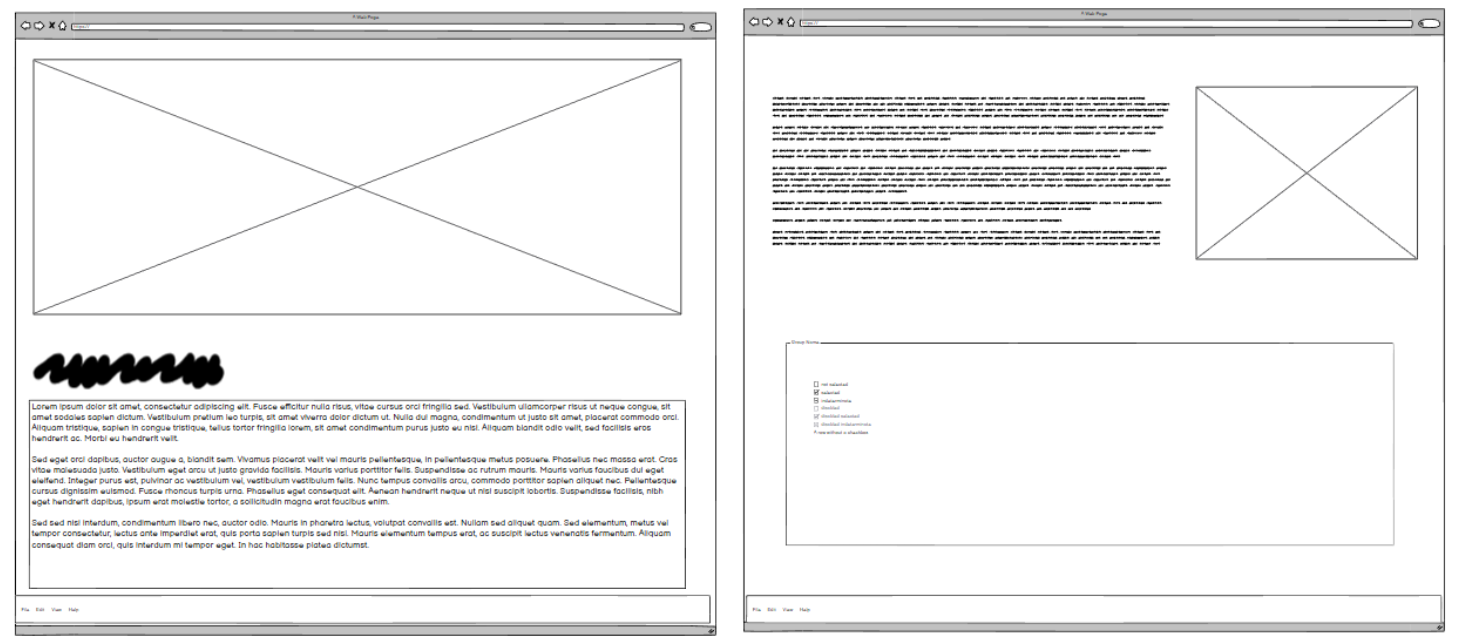 A Web Page
https://
Lorem ipsum dolor sit amet, consectetur adipiscing elit. Fusce efficitur nulla risus, vitae cursus orci fringilla sed. Vestibulum ullamcorper risus ut neque congue, sit
amet sodales sapien dictum. Vestibulum pretium leo turpis, sit amet viverra dolor dictum ut. Nulla dui magna, condimentum ut justo sit amet, placerat commodo orci.
Aliquam tristique, sapien in congue tristique, tellus tortor fringilla lorem, sit amet condimentum purus justo eu nisi. Aliquam blandit odio velit, sed facilisis eros
hendrerit ac. Morbi eu hendrerit velit.
Sed eget orci dapibus, auctor augue a, blandit sem. Vivamus placerat velit vel mauris pellentesque, in pellentesque metus posuere. Phasellus nec massa erat. Cras
vitae malesuada justo. Vestibulum eget arcu ut justo gravida facilisis. Mauris varius porttitor felis. Suspendisse ac rutrum mauris. Mauris varius faucibus dui eget
eleifend. Integer purus est, pulvinar ac vestibulum vel, vestibulum vestibulum felis. Nunc tempus convallis arcu, commodo porttitor sapien aliquet nec. Pellentesque
cursus dignissim euismod. Fusce rhoncus turpis urna. Phasellus eget consequat elit. Aenean hendrerit neque ut nisi suscipit lobortis. Suspendisse facilisis, nibh
eget hendrerit dapibus, ipsum erat molestie tortor, a sollicitudin magna erat faucibus enim.
Sed sed nisl interdum, condimentum libero nec, auctor odio. Mauris in pharetra lectus, volutpat convallis est. Nullam sed aliquet quam. Sed elementum, metus vel
tempor consectetur, lectus ante imperdiet erat, quis porta sapien turpis sed nisl. Mauris elementum tempus erat, ac suscipit lectus venenatis fermentum. Aliquam
consequat diam orci, quis interdum mi tempor eget. In hac habitasse platea dictumst.
File Edit View Help
A Web Page
https://
Group Name
not selected
selected
indeterminate
disabled
disabled selected
disabled indeterminate
A row without a checkbox
File Edit View Help